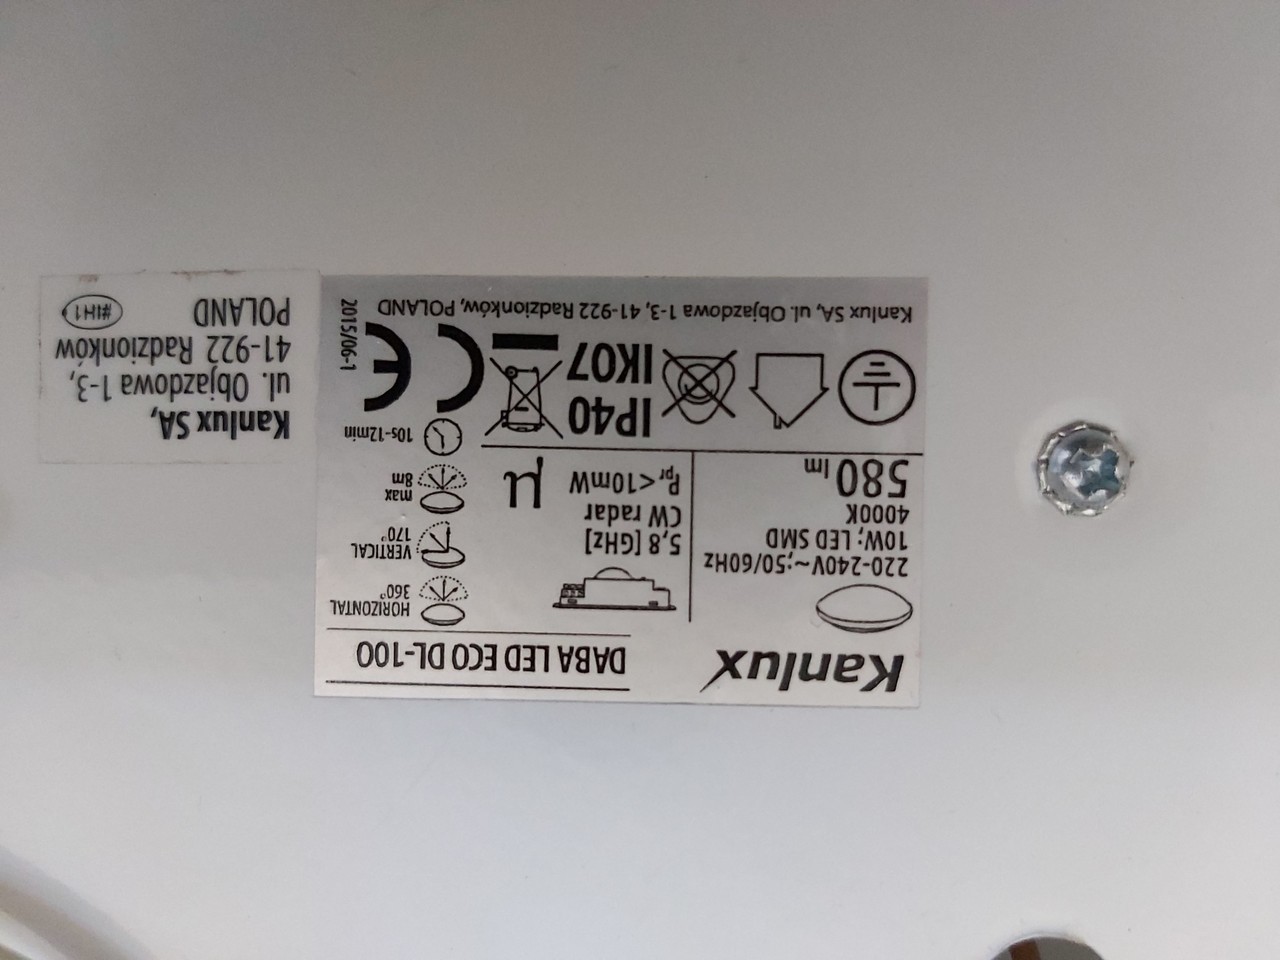 Kanlux
DABA LED ECO DL-100
220-240V~;50/60Hz
10W; LED SMD
4000K
580 lm
5,8 [GHz]
CW radar
Ppr<10mW
µ
HORIZONTAL
360°
VERTICAL
170°
max
8m
10s-12min
IP40
IK07
CE
2015/06-1
Kanlux SA, ul. Objazdowa 1-3, 41-922 Radzionków, POLAND
Kanlux SA,
ul. Objazdowa 1-3,
41-922 Radzionków
POLAND
#IH1